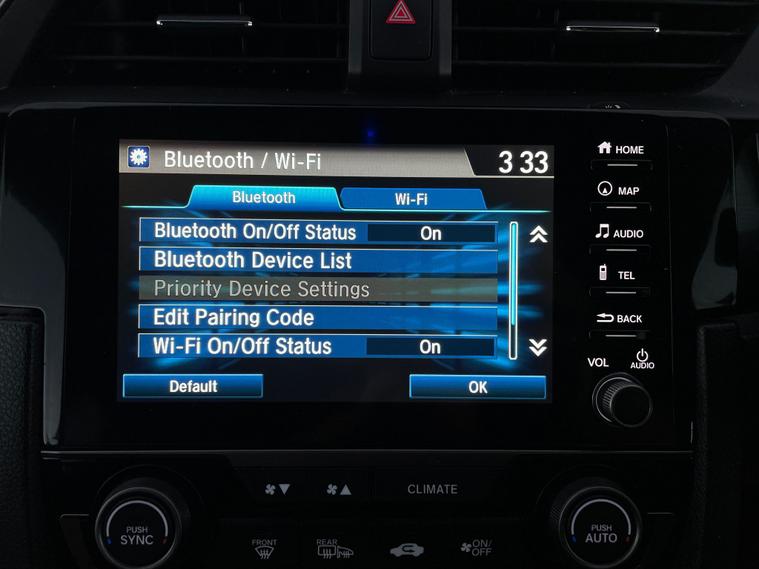 Bluetooth / Wi-Fi
3 33
Bluetooth
Wi-Fi
Bluetooth On/Off Status On
Bluetooth Device List
Priority Device Settings
Edit Pairing Code
Wi-Fi On/Off Status On
Default
OK
HOME
MAP
AUDIO
TEL
BACK
VOL
AUDIO
CLIMATE
PUSH
SYNC
FRONT
REAR
ON/
OFF
PUSH
AUTO